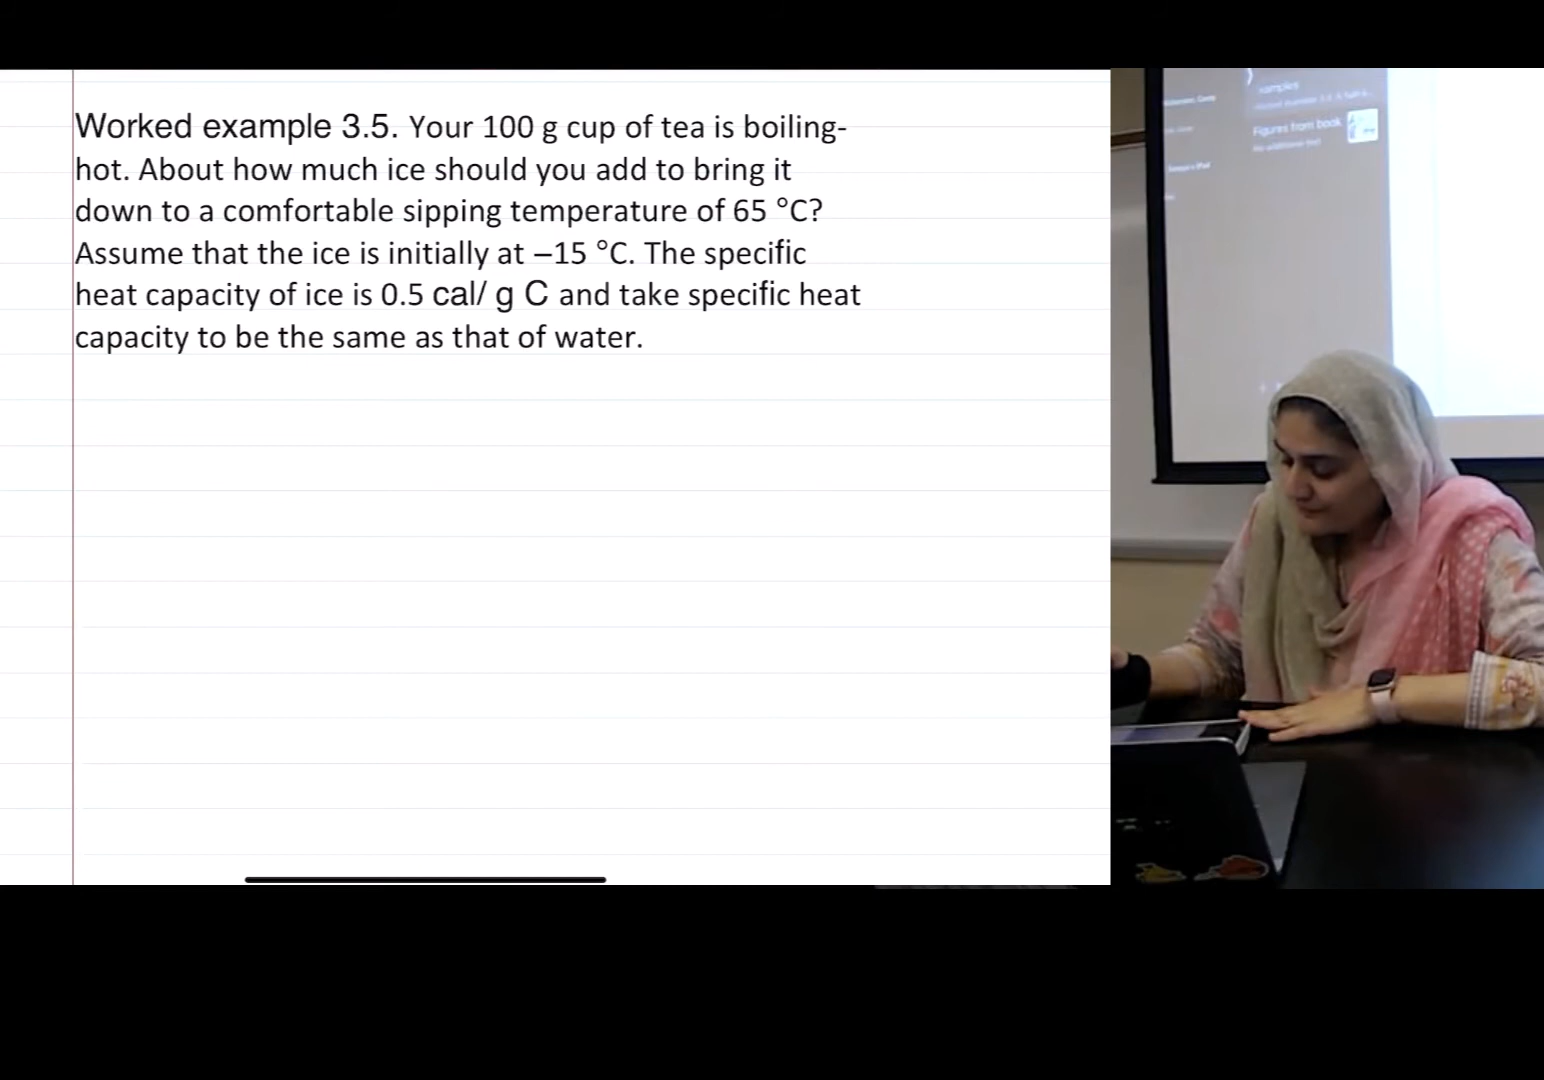 Worked example 3.5. Your 100 g cup of tea is boiling-
hot. About how much ice should you add to bring it
down to a comfortable sipping temperature of 65 °C?
Assume that the ice is initially at –15 °C. The specific
heat capacity of ice is 0.5 cal/ g C and take specific heat
capacity to be the same as that of water.
Figures from book
No additional text